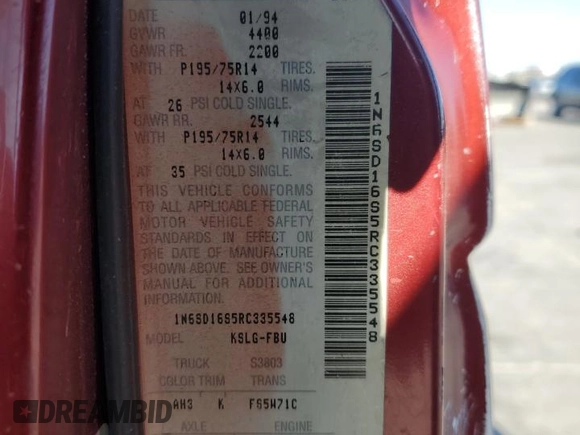 DATE 01/94
GVWR 4400
GAWR FR. 2200
WITH P195/75R14 TIRES.
14X6.0 RIMS.
AT 26 PSI COLD SINGLE.
GAWR RR. 2544
WITH P195/75R14 TIRES.
14X6.0 RIMS.
AT 35 PSI COLD SINGLE.
THIS VEHICLE CONFORMS
TO ALL APPLICABLE FEDERAL
MOTOR VEHICLE SAFETY
STANDARDS IN EFFECT ON
THE DATE OF MANUFACTURE
SHOWN ABOVE. SEE OWNER'S
MANUAL FOR ADDITIONAL
INFORMATION.
1N6SD16S5RC335548
MODEL KSLG-FBU
TRUCK S3803
COLOR TRIM TRANS
AH3 K FS5W71C
AXLE ENGINE
1N6SD16S5RC335548
DREAMBID